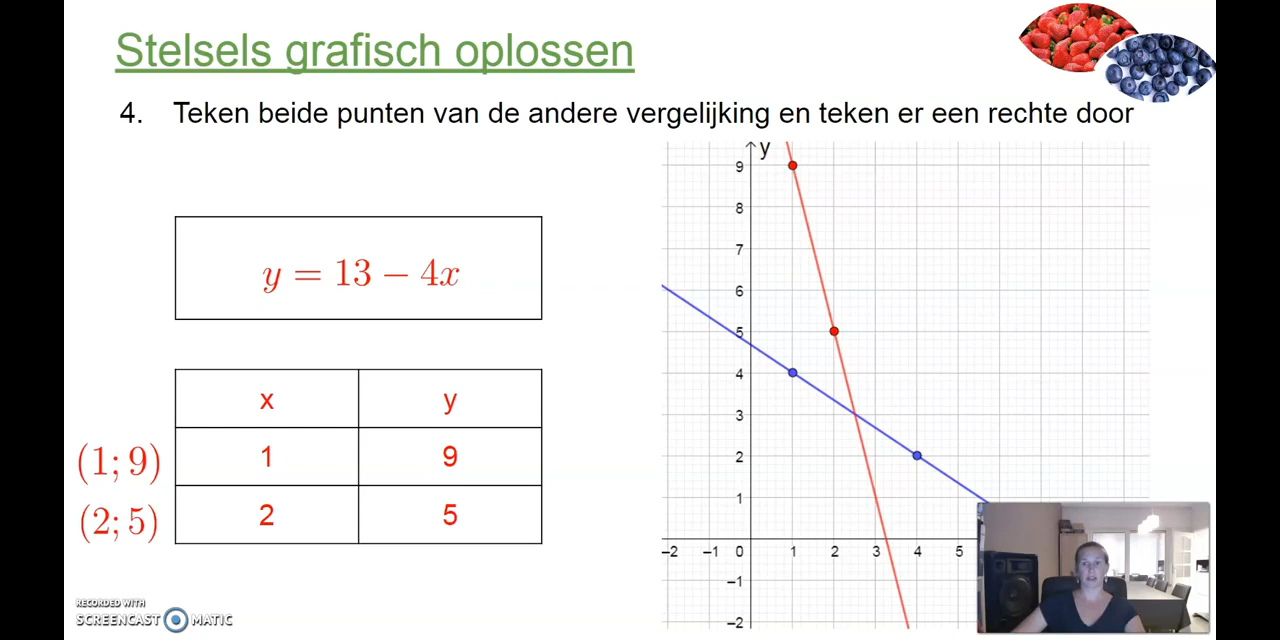 Stelsels grafisch oplossen
4. Teken beide punten van de andere vergelijking en teken er een rechte door
y = 13 − 4x
x y
(1; 9) 1 9
(2; 5) 2 5
y
9
8
7
6
5
4
3
2
1
−2 −1 0 1 2 3 4 5
−1
−2
RECORDED WITH
SCREENCAST MATIC